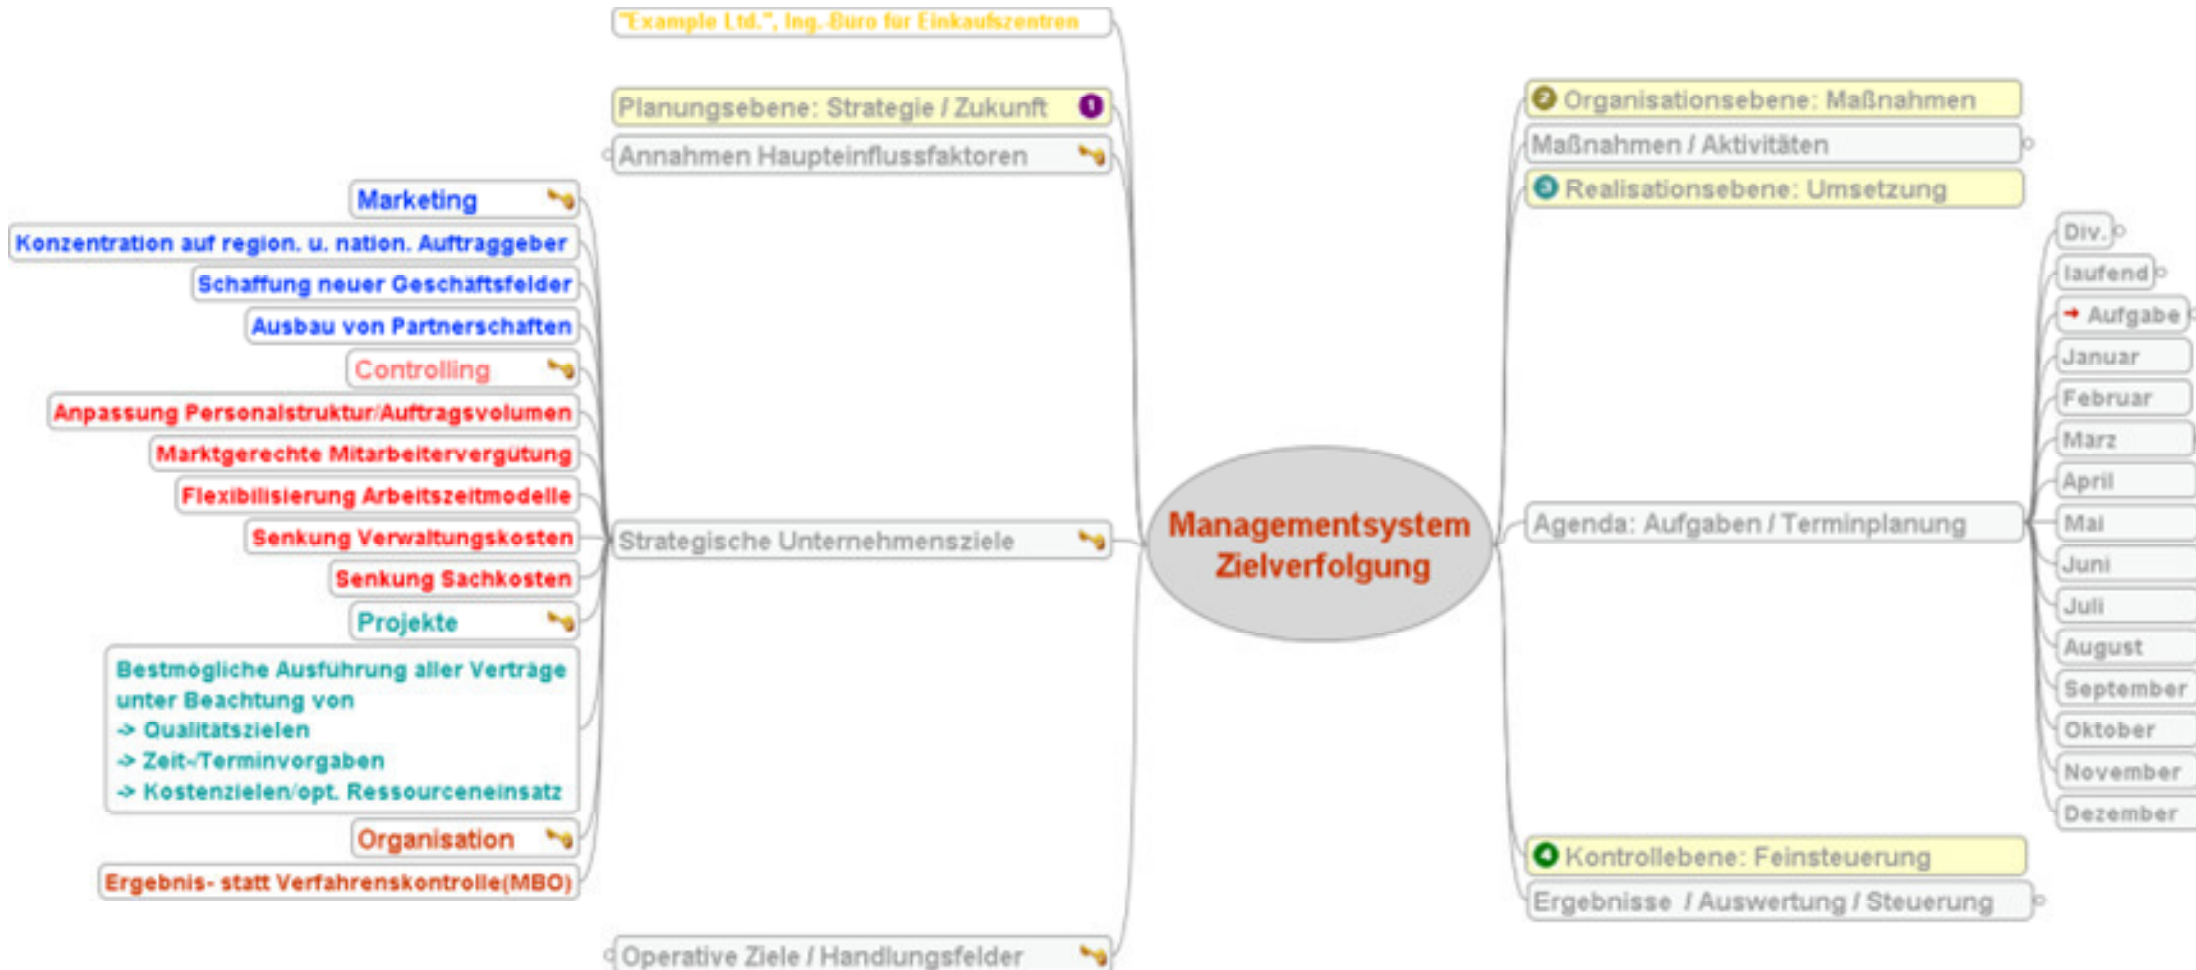 "Example Ltd.", Ing.-Büro für Einkaufszentren
Planungsebene: Strategie / Zukunft 1
Annahmen Haupteinflussfaktoren
Marketing
Konzentration auf region. u. nation. Auftraggeber
Schaffung neuer Geschäftsfelder
Ausbau von Partnerschaften
Controlling
Anpassung Personalstruktur/Auftragsvolumen
Marktgerechte Mitarbeitervergütung
Flexibilisierung Arbeitszeitmodelle
Senkung Verwaltungskosten
Senkung Sachkosten
Projekte
Bestmögliche Ausführung aller Verträge
unter Beachtung von
-> Qualitätszielen
-> Zeit-/Terminvorgaben
-> Kostenzielen/opt. Ressourceneinsatz
Organisation
Ergebnis- statt Verfahrenskontrolle(MBO)
Strategische Unternehmensziele
Operative Ziele / Handlungsfelder
Managementsystem
Zielverfolgung
2 Organisationsebene: Maßnahmen
Maßnahmen / Aktivitäten
3 Realisationsebene: Umsetzung
Agenda: Aufgaben / Terminplanung
Div.
laufend
Aufgabe
Januar
Februar
März
April
Mai
Juni
Juli
August
September
Oktober
November
Dezember
4 Kontrollebene: Feinsteuerung
Ergebnisse / Auswertung / Steuerung